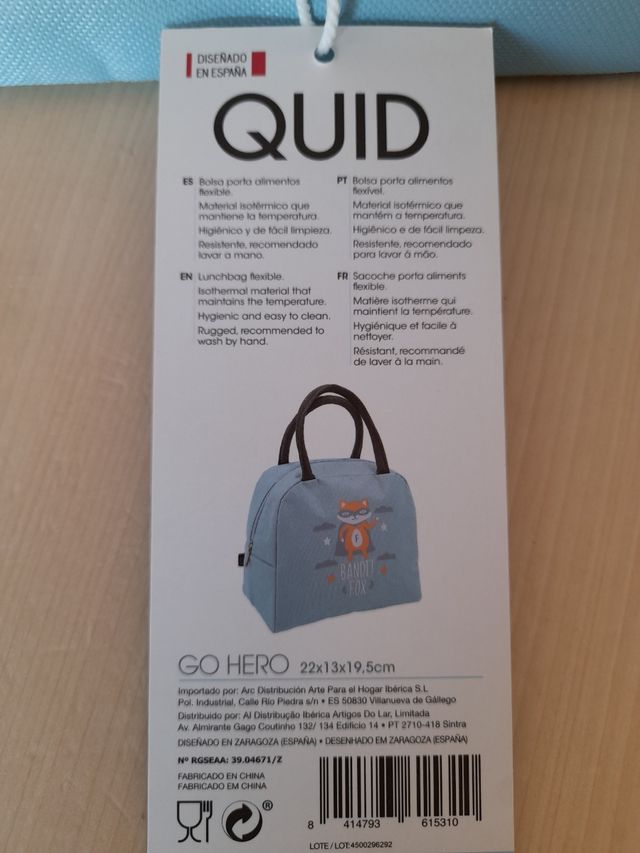 DISEÑADO
EN ESPAÑA
QUID
ES Bolsa porta alimentos
flexible.
Material isotérmico que
mantiene la temperatura.
Higiénico y de fácil limpieza.
Resistente, recomendado
lavar a mano.
PT Bolsa porta alimentos
flexível.
Material isotérmico que
mantém a temperatura.
Higiénico e de fácil limpeza.
Resistente, recomendado
para lavar à mão.
EN Lunchbag flexible.
Isothermal material that
maintains the temperature.
Hygienic and easy to clean.
Rugged, recommended to
wash by hand.
FR Sacoche porta aliments
flexible.
Matière isotherme qui
maintient la température.
Hygiénique et facile à
nettoyer.
Résistant, recommandé
de laver à la main.
F
BANDIT
FOX
GO HERO 22x13x19,5cm
Importado por: Arc Distribución Arte Para el Hogar Ibérica S.L
Pol. Industrial, Calle Río Piedra s/n • ES 50830 Villanueva de Gállego
Distribuido por: AI Distribução Ibérica Artigos Do Lar, Limitada
Av. Almirante Gago Coutinho 132/ 134 Edificio 14 • PT 2710-418 Sintra
DISEÑADO EN ZARAGOZA (ESPAÑA) • DESENHADO EM ZARAGOZA (ESPAÑA)
Nº RGSEAA: 39.04671/Z
FABRICADO EN CHINA
FABRICADO EM CHINA
®
8 414793 615310
LOTE / LOT:4500296292